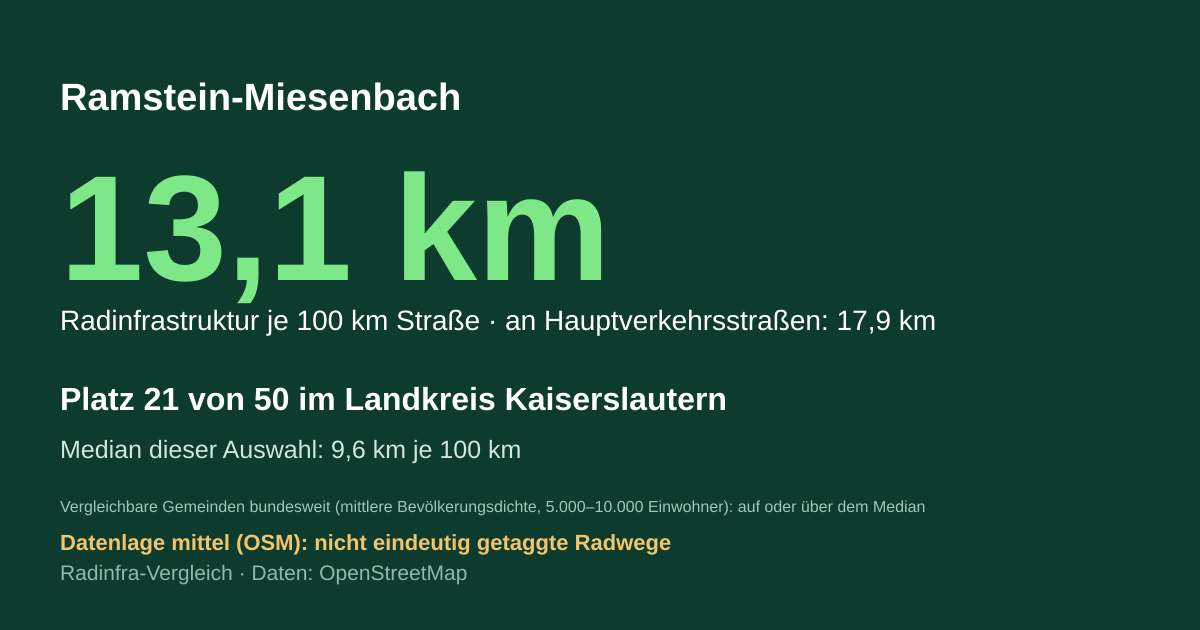 Ramstein-Miesenbach
13,1 km
Radinfrastruktur je 100 km Straße · an Hauptverkehrsstraßen: 17,9 km
Platz 21 von 50 im Landkreis Kaiserslautern
Median dieser Auswahl: 9,6 km je 100 km
Vergleichbare Gemeinden bundesweit (mittlere Bevölkerungsdichte, 5.000–10.000 Einwohner): auf oder über dem Median
Datenlage mittel (OSM): nicht eindeutig getaggte Radwege
Radinfra-Vergleich · Daten: OpenStreetMap